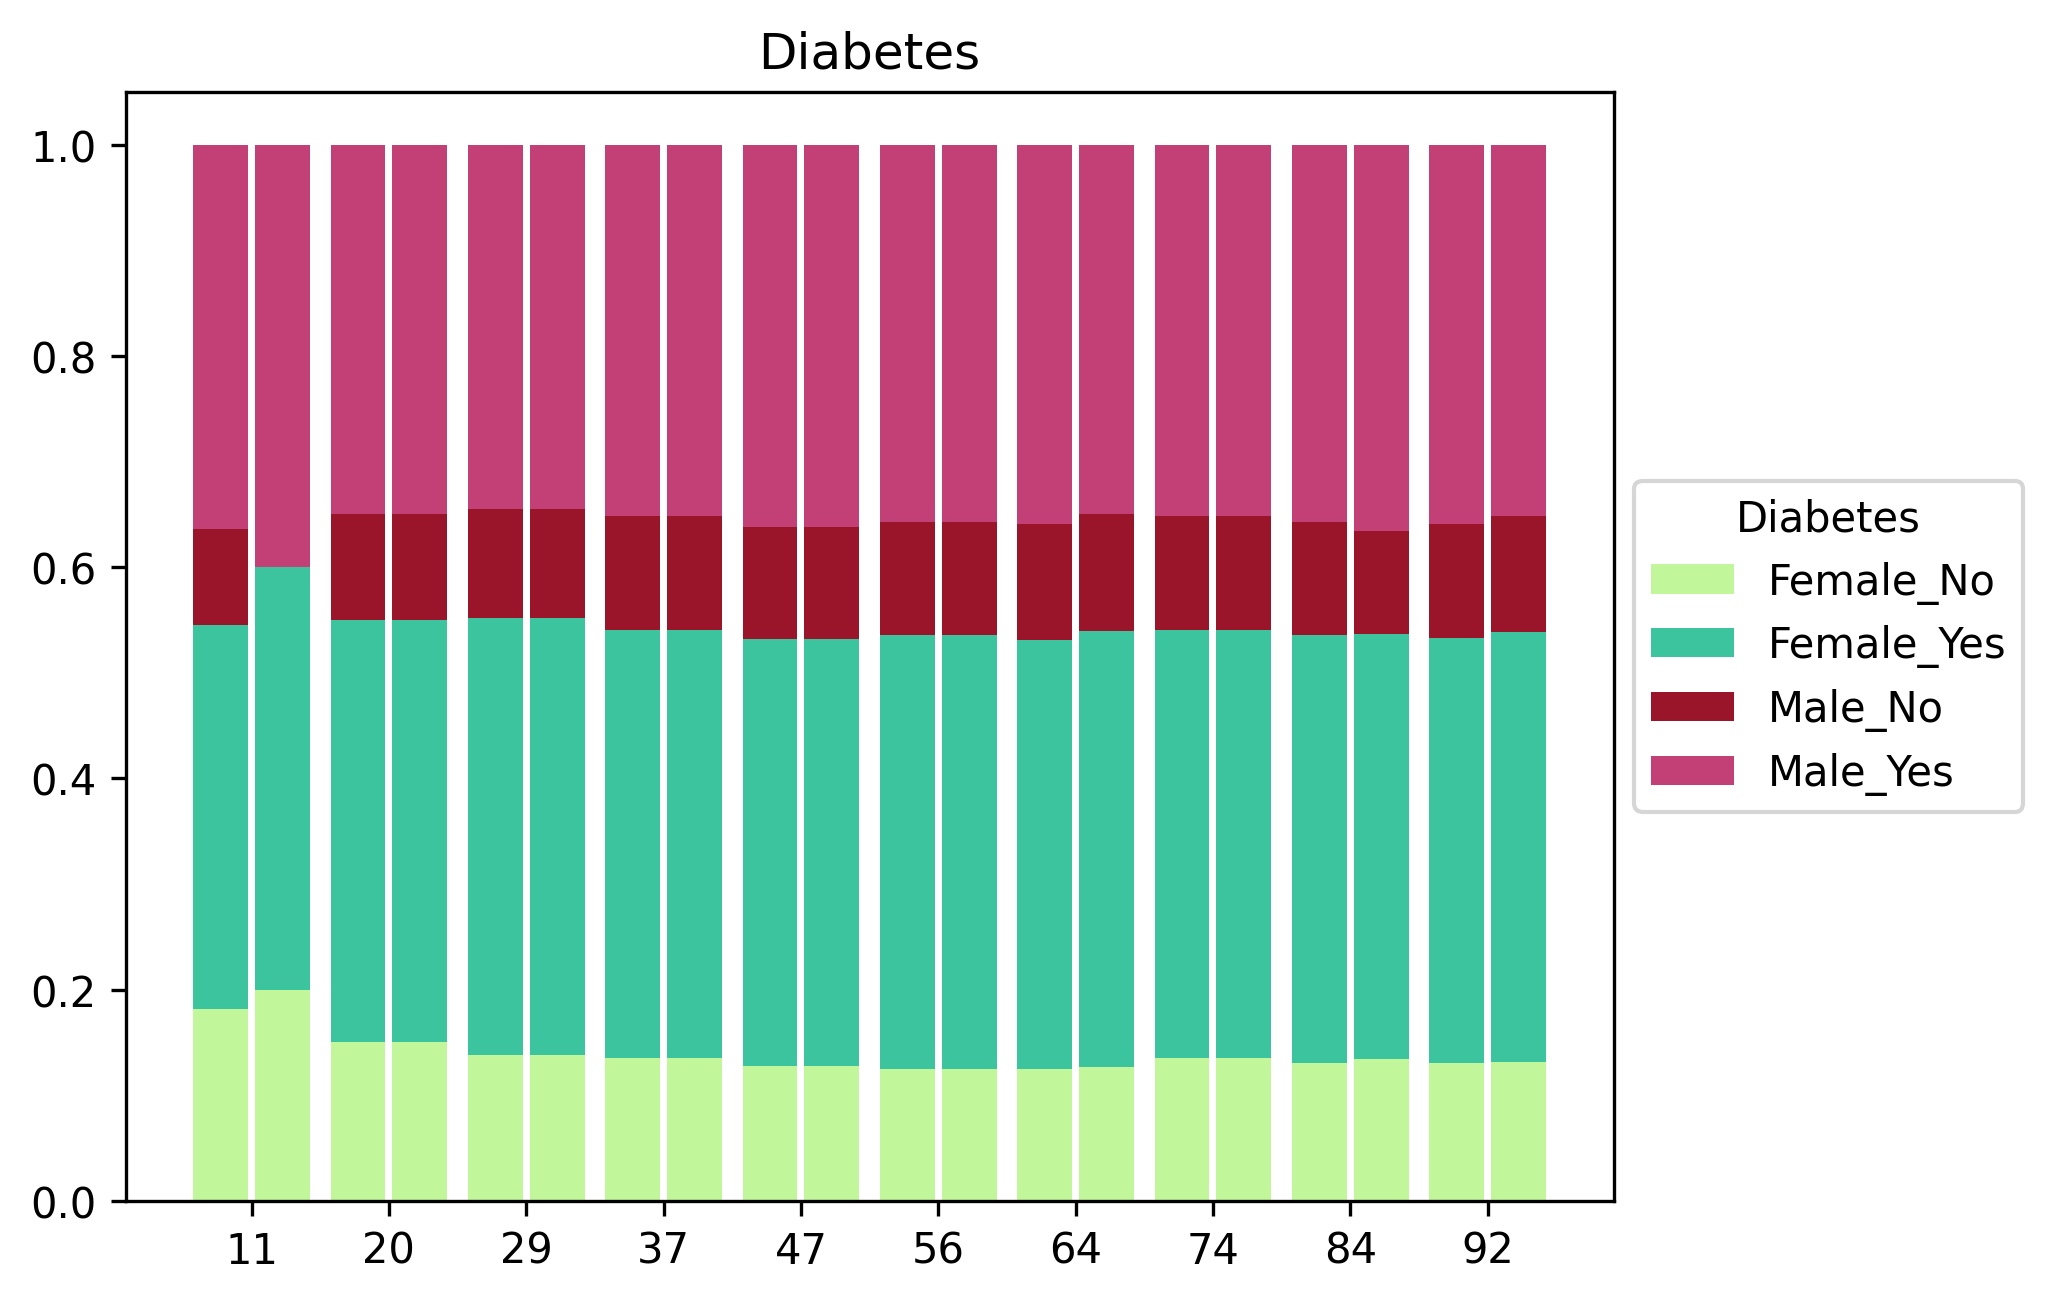 Diabetes
1.0
0.8
0.6
0.4
0.2
0.0
11 20 29 37 47 56 64 74 84 92
Diabetes
Female_No
Female_Yes
Male_No
Male_Yes